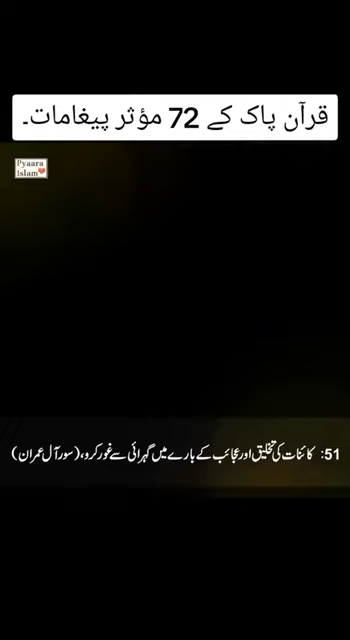 قرآن پاک کے 72 مؤثر پیغامات۔
Pyaara
Islam
51: کائنات کی تخلیق اور عجائب کے بارے میں گہرائی سے غور کرو، (سور آل عمران)